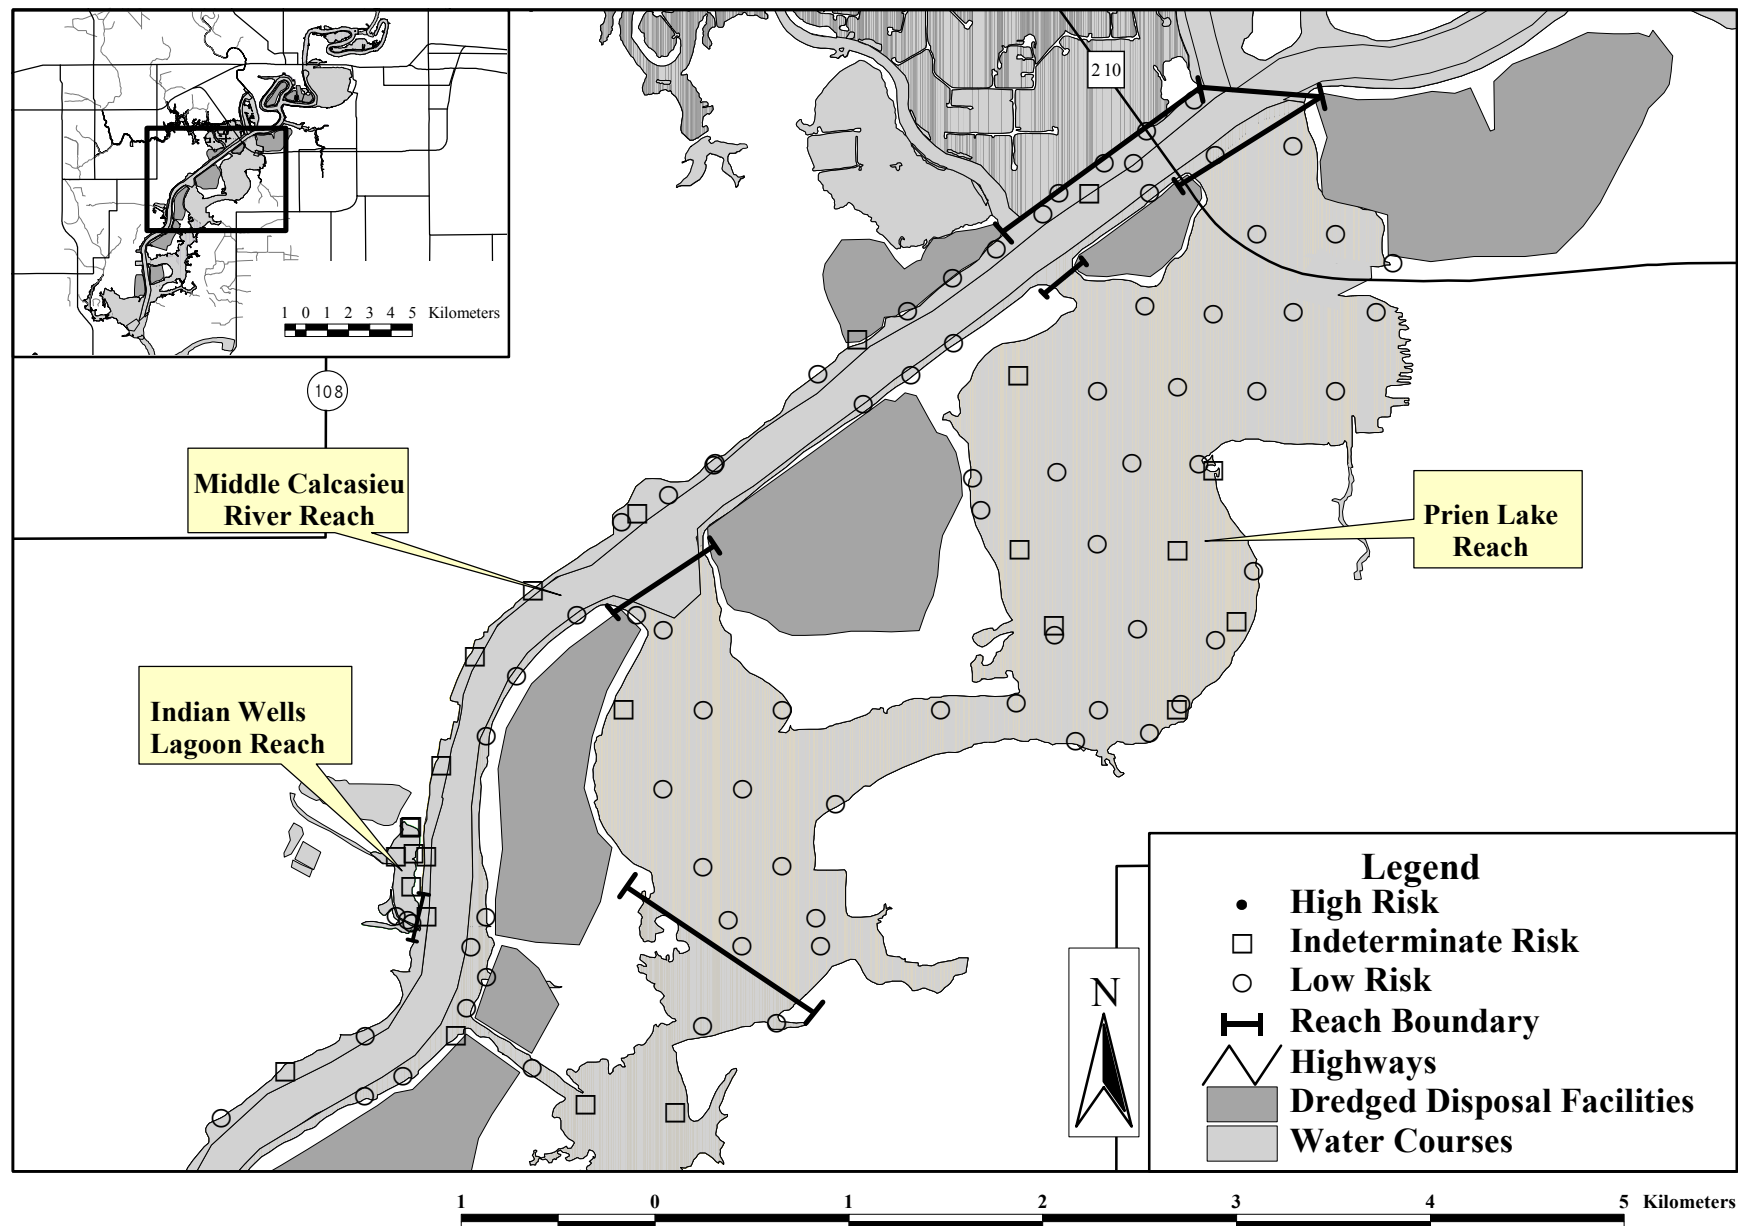 1 0 1 2 3 4 5 Kilometers
210
108
Middle Calcasieu
River Reach
Prien Lake
Reach
Indian Wells
Lagoon Reach
N
Legend
High Risk
Indeterminate Risk
Low Risk
Reach Boundary
Highways
Dredged Disposal Facilities
Water Courses
1 0 1 2 3 4 5 Kilometers